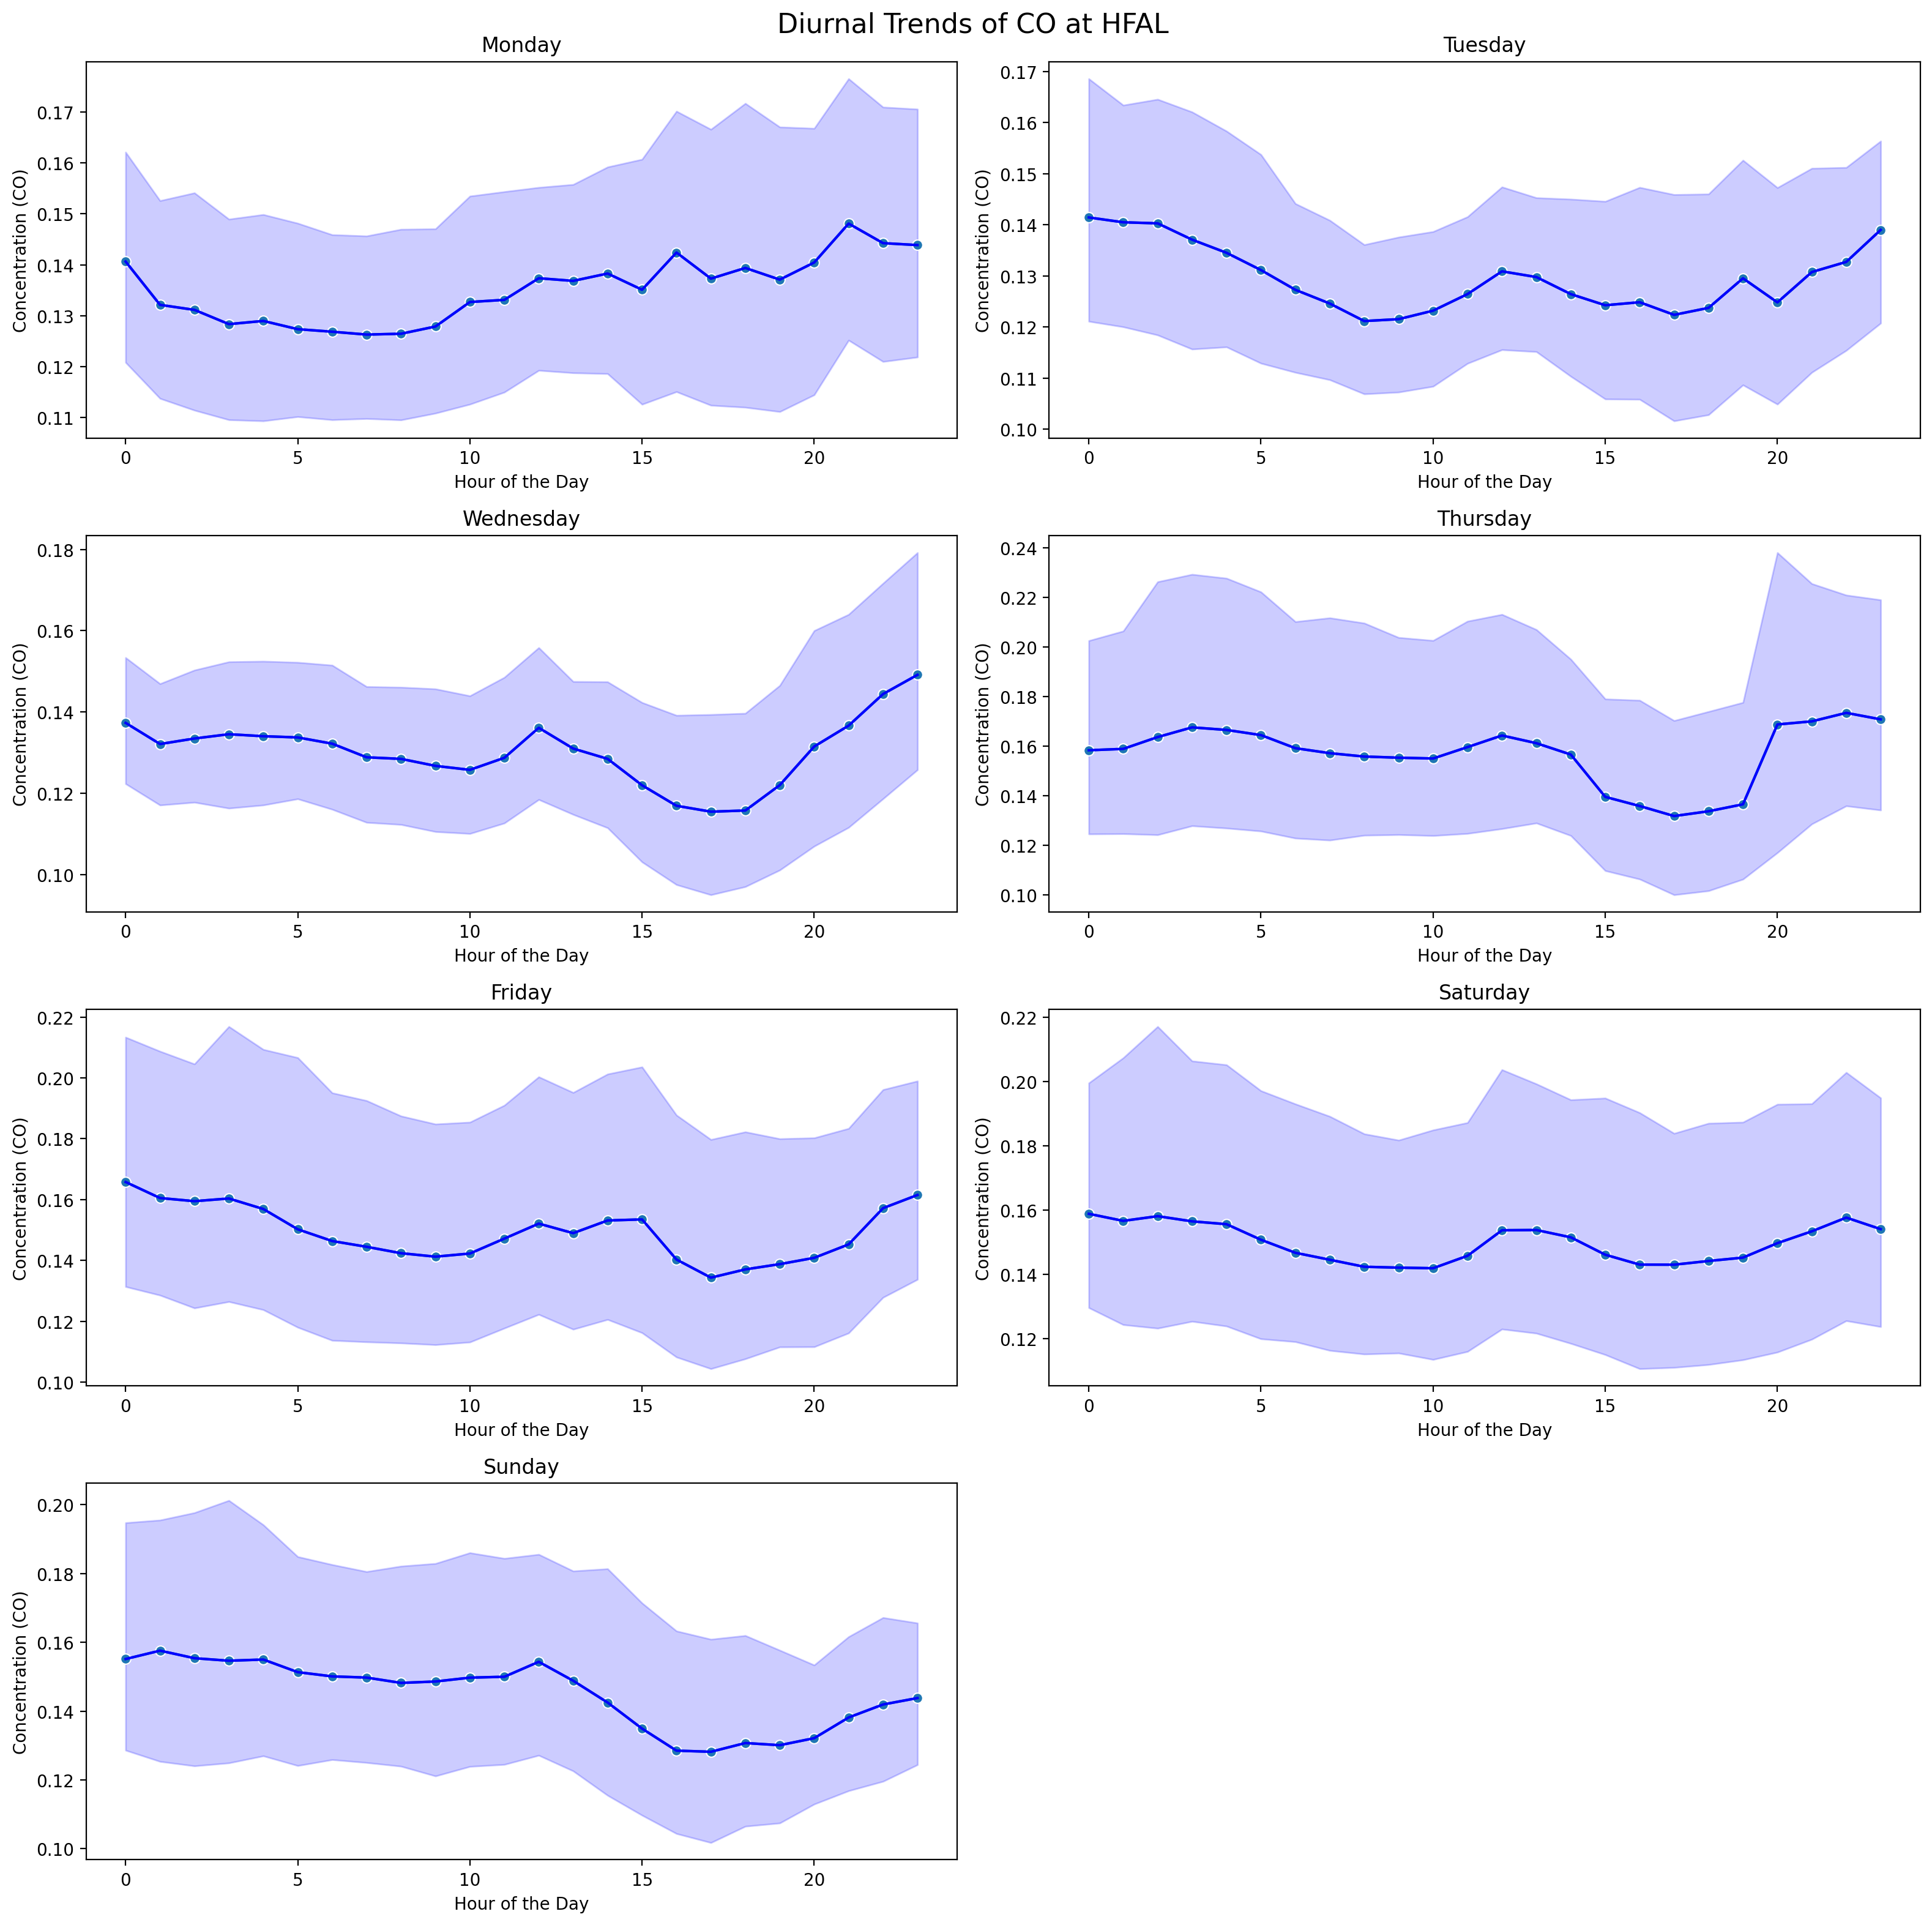 Diurnal Trends of CO at HFAL
Monday
Concentration (CO)
0.17
0.16
0.15
0.14
0.13
0.12
0.11
0 5 10 15 20
Hour of the Day
Tuesday
Concentration (CO)
0.17
0.16
0.15
0.14
0.13
0.12
0.11
0.10
0 5 10 15 20
Hour of the Day
Wednesday
Concentration (CO)
0.18
0.16
0.14
0.12
0.10
0 5 10 15 20
Hour of the Day
Thursday
Concentration (CO)
0.24
0.22
0.20
0.18
0.16
0.14
0.12
0.10
0 5 10 15 20
Hour of the Day
Friday
Concentration (CO)
0.22
0.20
0.18
0.16
0.14
0.12
0.10
0 5 10 15 20
Hour of the Day
Saturday
Concentration (CO)
0.22
0.20
0.18
0.16
0.14
0.12
0 5 10 15 20
Hour of the Day
Sunday
Concentration (CO)
0.20
0.18
0.16
0.14
0.12
0.10
0 5 10 15 20
Hour of the Day